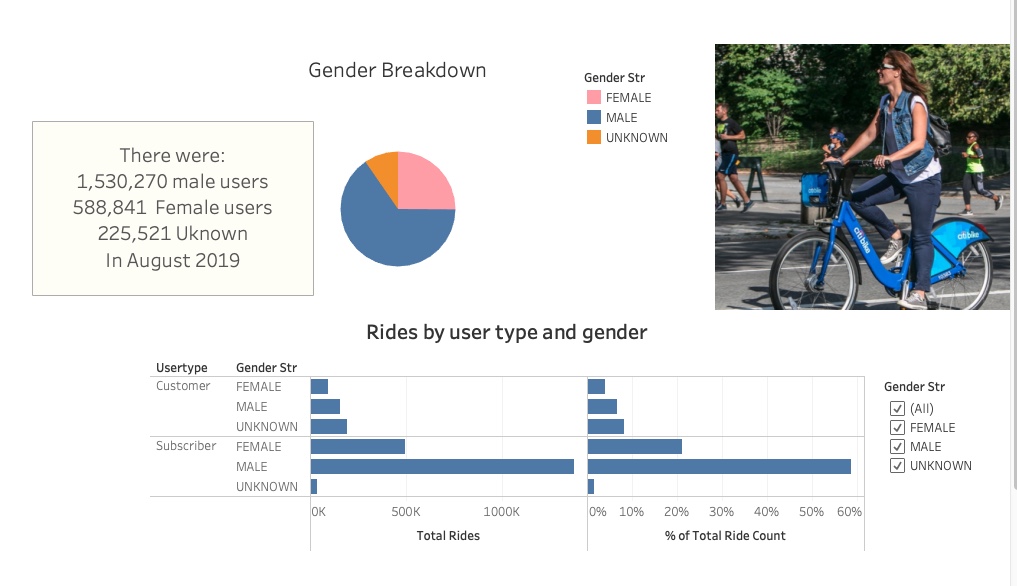 Gender Breakdown
Gender Str
FEMALE
MALE
UNKNOWN
There were:
1,530,270 male users
588,841 Female users
225,521 Uknown
In August 2019
citibike
citibike
citibike
Rides by user type and gender
Usertype Gender Str
Customer FEMALE
MALE
UNKNOWN
Subscriber FEMALE
MALE
UNKNOWN
0K 500K 1000K
0% 10% 20% 30% 40% 50% 60%
Total Rides
% of Total Ride Count
Gender Str
(All)
FEMALE
MALE
UNKNOWN